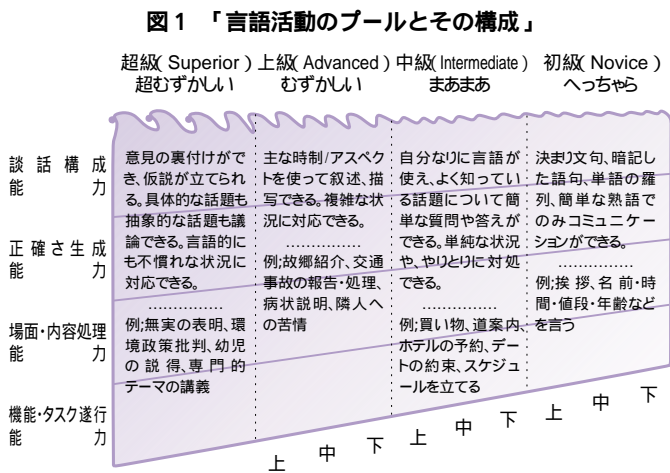 図1 「言語活動のプールとその構成」
超級(Superior)
超むずかしい
上級(Advanced)
むずかしい
中級(Intermediate)
まあまあ
初級(Novice)
へっちゃら
談話構成
能力
正確さ生成
能力
場面・内容処理
能力
機能・タスク遂行
能力
意見の裏付けがで
き、仮説が立てられ
る。具体的な話題も
抽象的な話題も議
論できる。言語的に
も不慣れな状況に
対応できる。
……………
例;無実の表明、環
境政策批判、幼児
の説得、専門的
テーマの講義
主な時制/アスペク
トを使って叙述、描
写できる。複雑な状
況に対応できる。
……………
例;故郷紹介、交通
事故の報告・処理、
病状説明、隣人へ
の苦情
自分なりに言語が
使え、よく知ってい
る話題について簡
単な質問や答えが
できる。単純な状況
や、やりとりに対処
できる。
……………
例;買い物、道案内、
ホテルの予約、デー
トの約束、スケジュ
ールを立てる
決まり文句、暗記し
た語句、単語の羅
列、簡単な熟語で
のみコミュニケー
ションができる。
……………
例;挨拶、名前・時
間・値段・年齢など
を言う
上 中 下 上 中 下 上 中 下